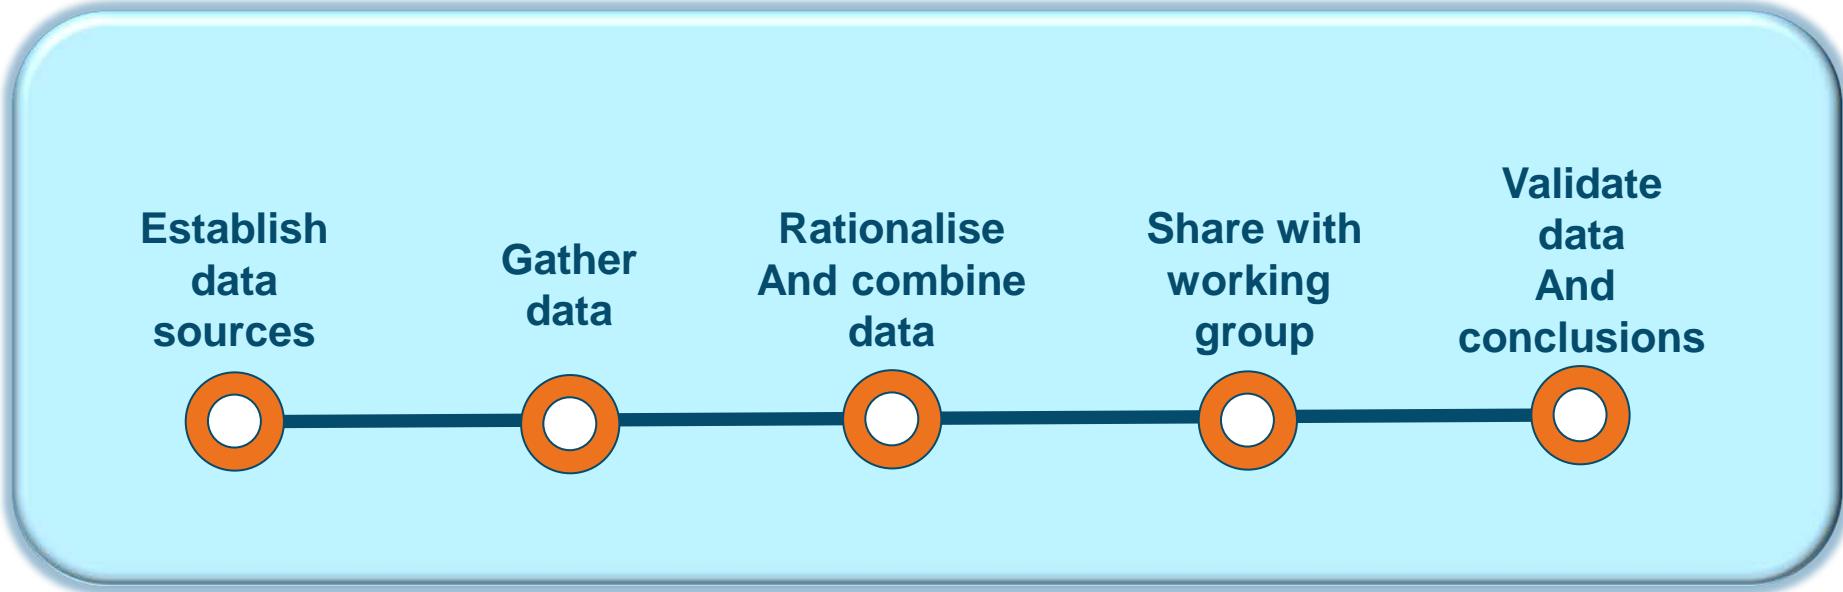 Establish
data
sources
Gather
data
Rationalise
And combine
data
Share with
working
group
Validate
data
And
conclusions